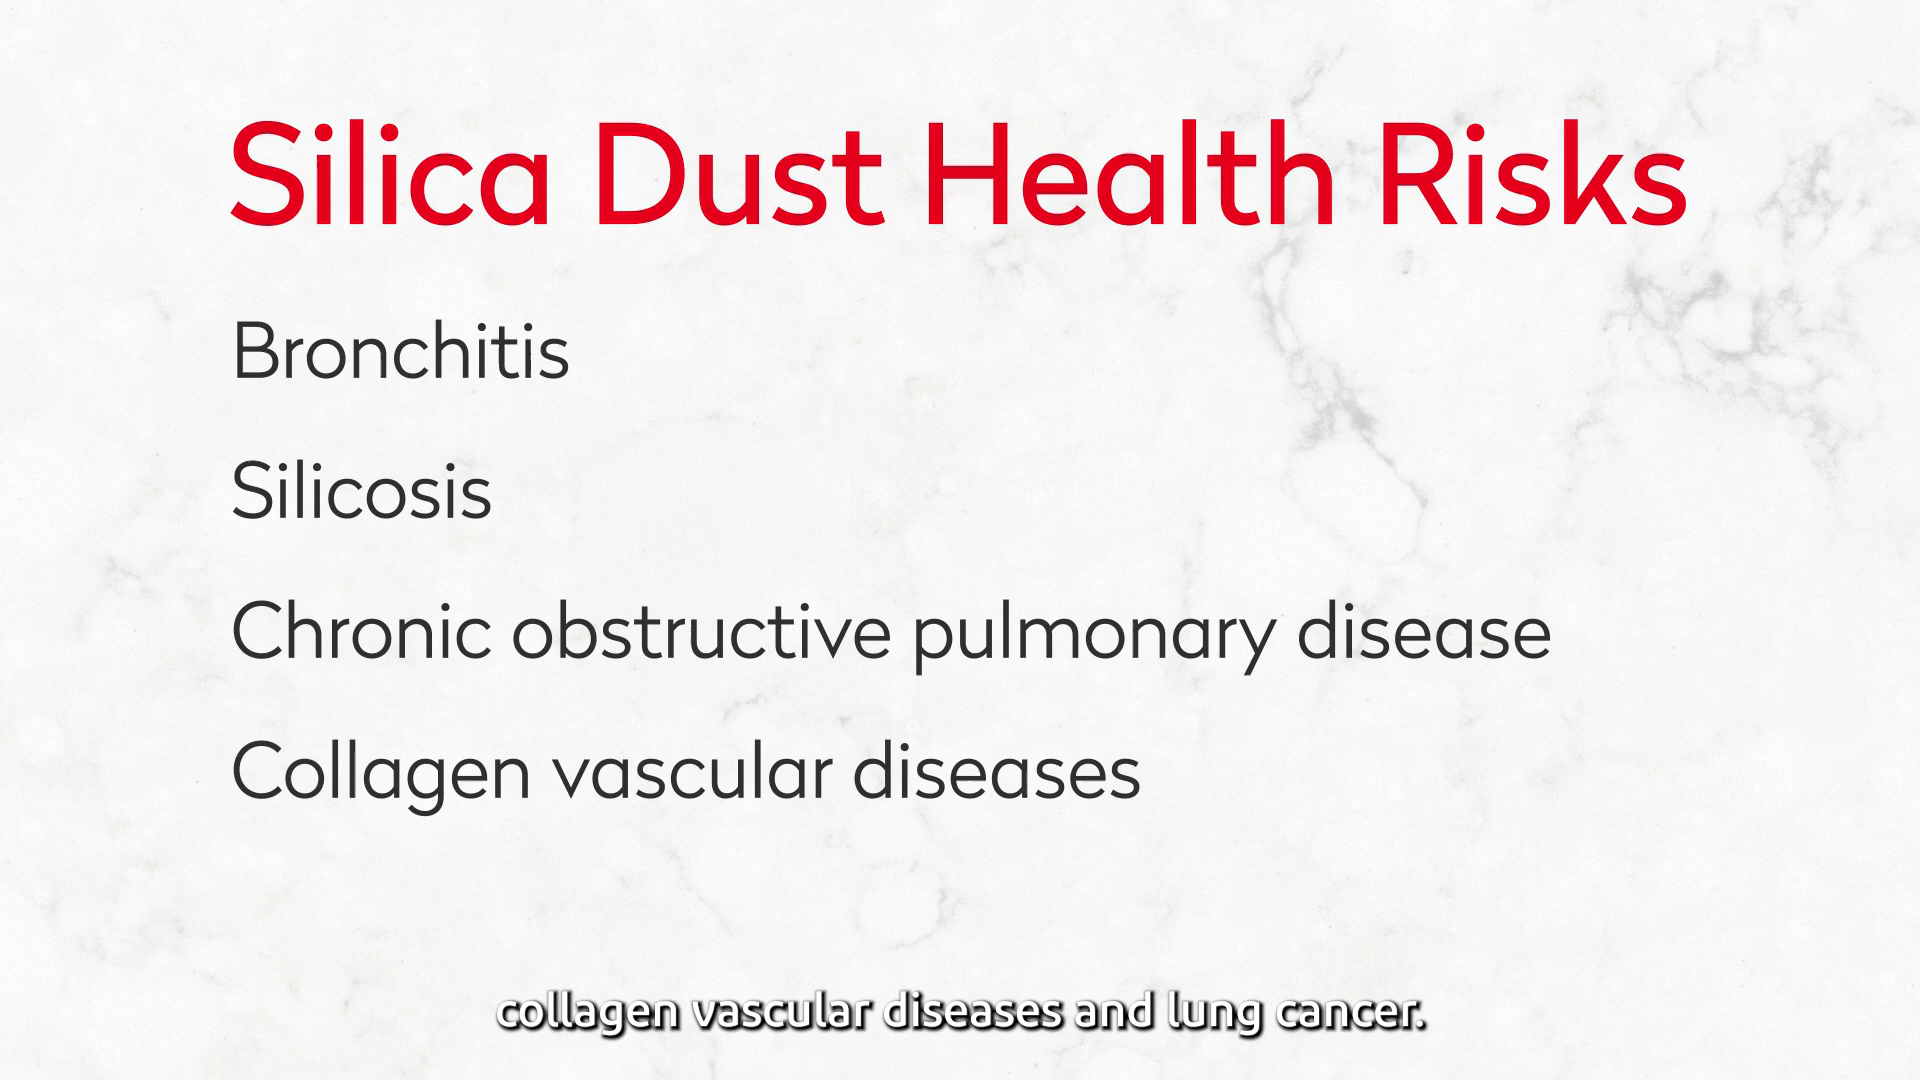 Silica Dust Health Risks
Bronchitis
Silicosis
Chronic obstructive pulmonary disease
Collagen vascular diseases
collagen vascular diseases and lung cancer.